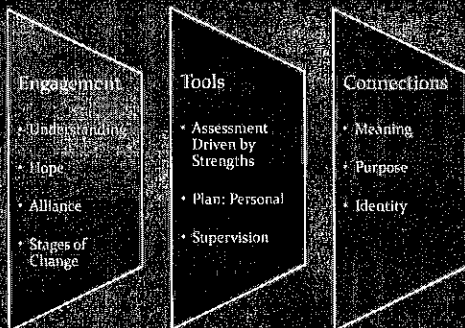 Engagement
• Understanding
• Hope
• Alliance
• Stages of
Change
Tools
• Assessment
Driven by
Strengths
• Plan: Personal
• Supervision
Connections
• Meaning
• Purpose
• Identity